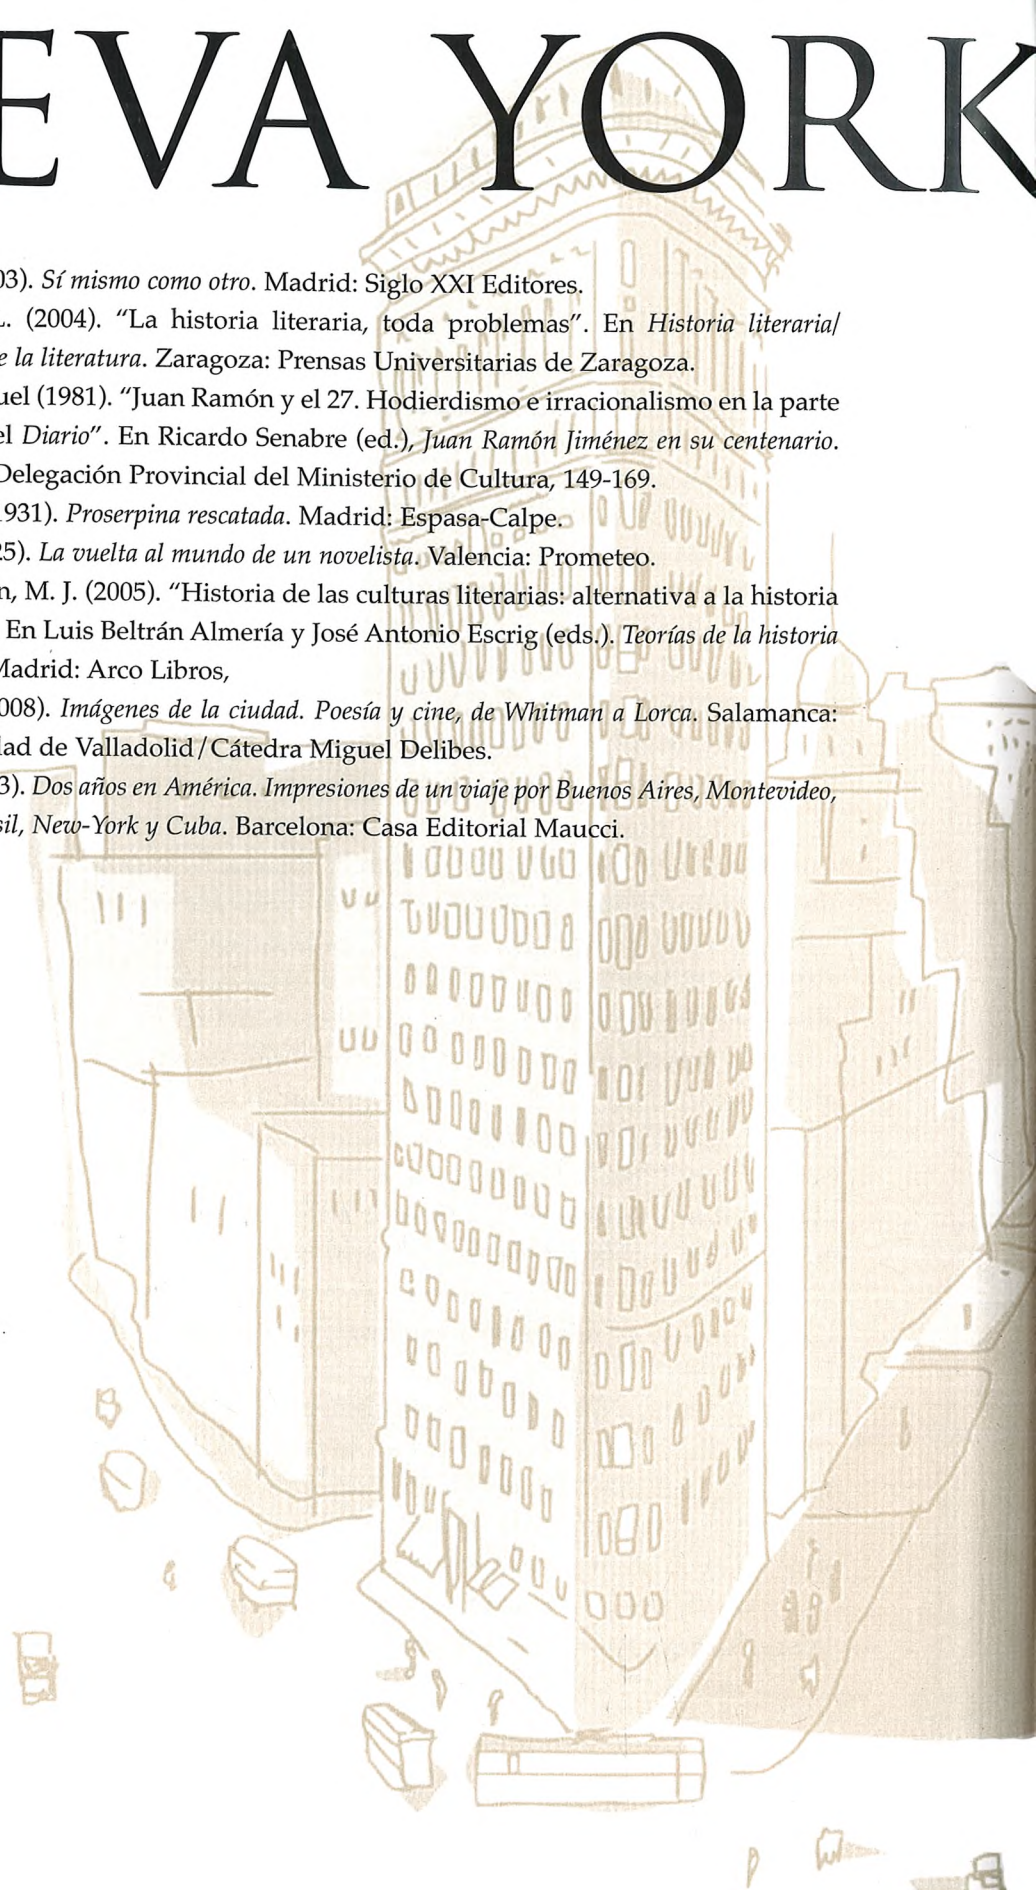 EVA YORK
03). Sí mismo como otro. Madrid: Siglo XXI Editores.
L. (2004). “La historia literaria, toda problemas”. En Historia literaria/
e la literatura. Zaragoza: Prensas Universitarias de Zaragoza.
uel (1981). “Juan Ramón y el 27. Hodierdismo e irracionalismo en la parte
el Diario”. En Ricardo Senabre (ed.), Juan Ramón Jiménez en su centenario.
Delegación Provincial del Ministerio de Cultura, 149-169.
1931). Proserpina rescatada. Madrid: Espasa-Calpe.
25). La vuelta al mundo de un novelista. Valencia: Prometeo.
n, M. J. (2005). “Historia de las culturas literarias: alternativa a la historia
En Luis Beltrán Almería y José Antonio Escrig (eds.). Teorías de la historia
Madrid: Arco Libros,
008). Imágenes de la ciudad. Poesía y cine, de Whitman a Lorca. Salamanca:
dad de Valladolid/Cátedra Miguel Delibes.
3). Dos años en América. Impresiones de un viaje por Buenos Aires, Montevideo,
sil, New-York y Cuba. Barcelona: Casa Editorial Maucci.